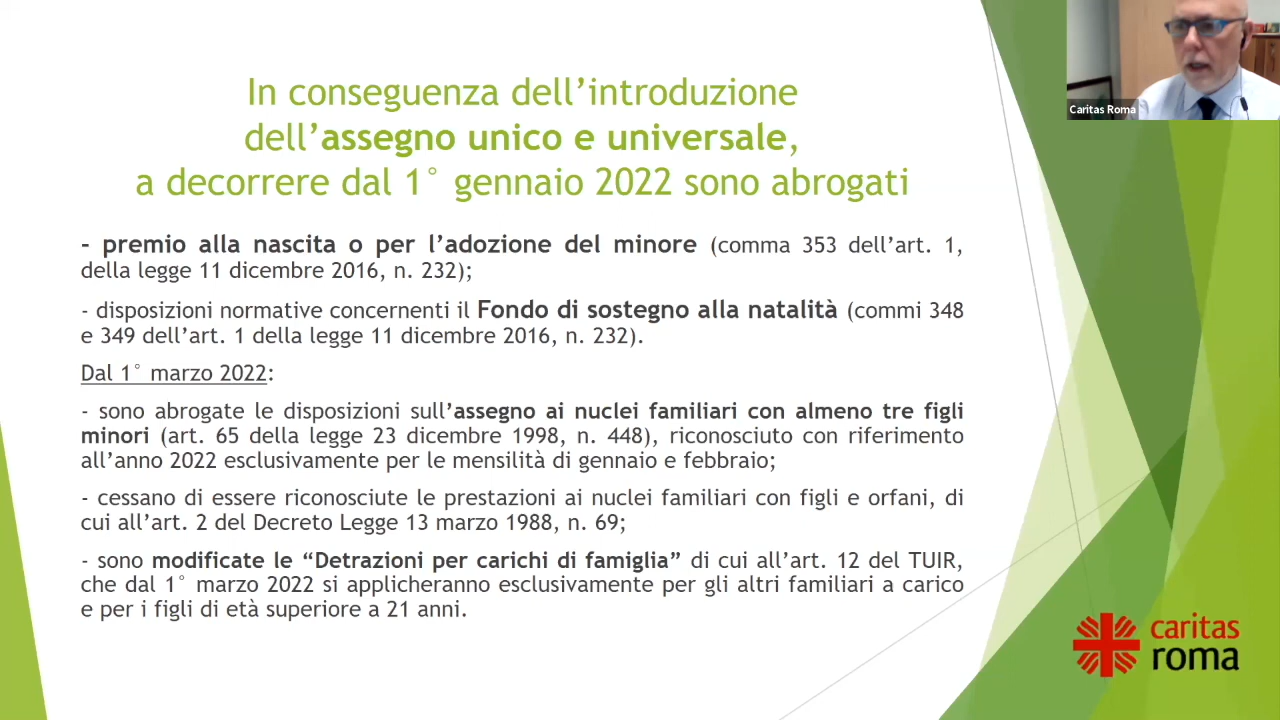 In conseguenza dell’introduzione
dell’assegno unico e universale,
a decorrere dal 1° gennaio 2022 sono abrogati
- premio alla nascita o per l’adozione del minore (comma 353 dell’art. 1,
della legge 11 dicembre 2016, n. 232);
- disposizioni normative concernenti il Fondo di sostegno alla natalità (commi 348
e 349 dell’art. 1 della legge 11 dicembre 2016, n. 232).
Dal 1° marzo 2022:
- sono abrogate le disposizioni sull’assegno ai nuclei familiari con almeno tre figli
minori (art. 65 della legge 23 dicembre 1998, n. 448), riconosciuto con riferimento
all’anno 2022 esclusivamente per le mensilità di gennaio e febbraio;
- cessano di essere riconosciute le prestazioni ai nuclei familiari con figli e orfani, di
cui all’art. 2 del Decreto Legge 13 marzo 1988, n. 69;
- sono modificate le “Detrazioni per carichi di famiglia” di cui all’art. 12 del TUIR,
che dal 1° marzo 2022 si applicheranno esclusivamente per gli altri familiari a carico
e per i figli di età superiore a 21 anni.
Caritas Roma
caritas
roma